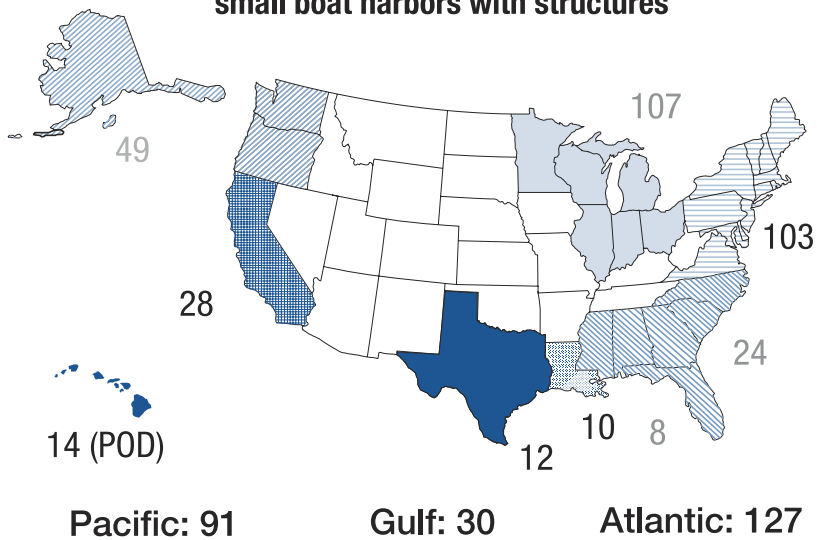 small boat harbors with structures
107
49
103
28
24
14 (POD)
10
8
12
Pacific: 91
Gulf: 30
Atlantic: 127